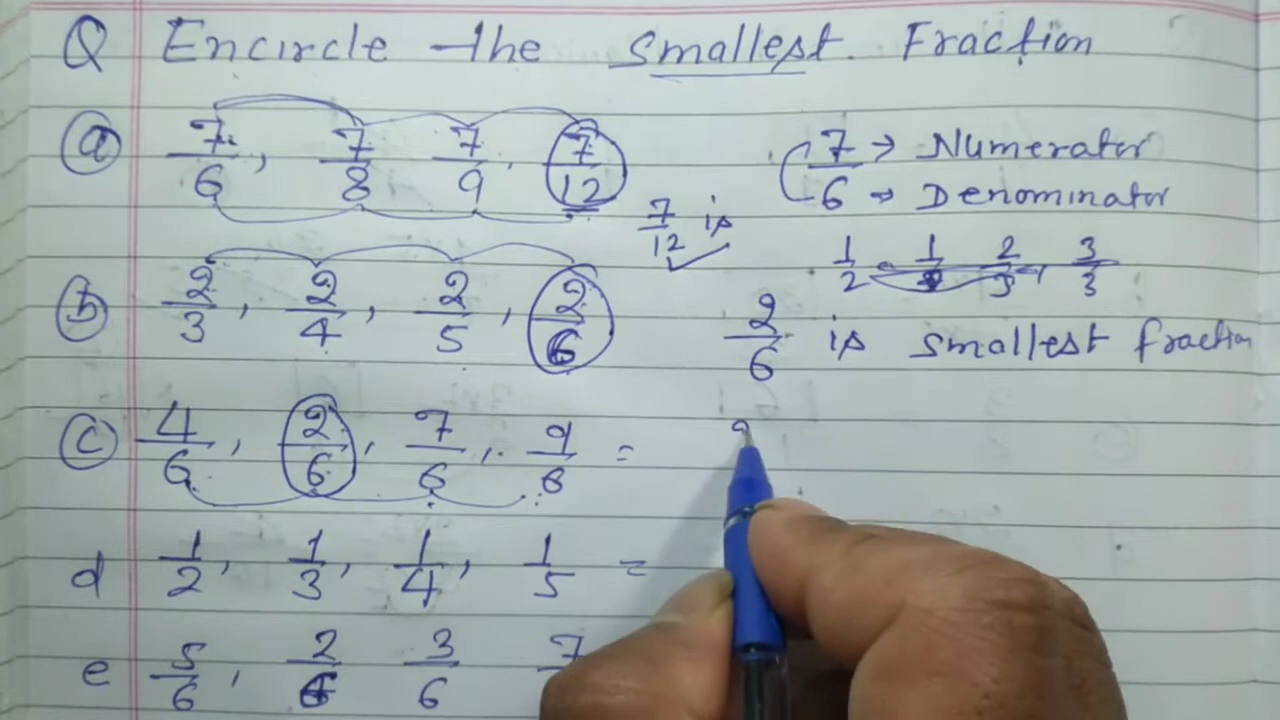 Q Encircle the Smallest Fraction
a 7/6, 7/8 7/9, 7/12
7 → Numerator
6 → Denominator
7/12 is
1/2 2/3, 3/3
b 2/3, 2/4, 2/5, 2/6
2/6 is smallest fraction
c 4/6, 2/6, 7/6, 9/6 =
d 1/2, 1/3, 1/4, 1/5 =
e 5/6, 2/6 3/6 7